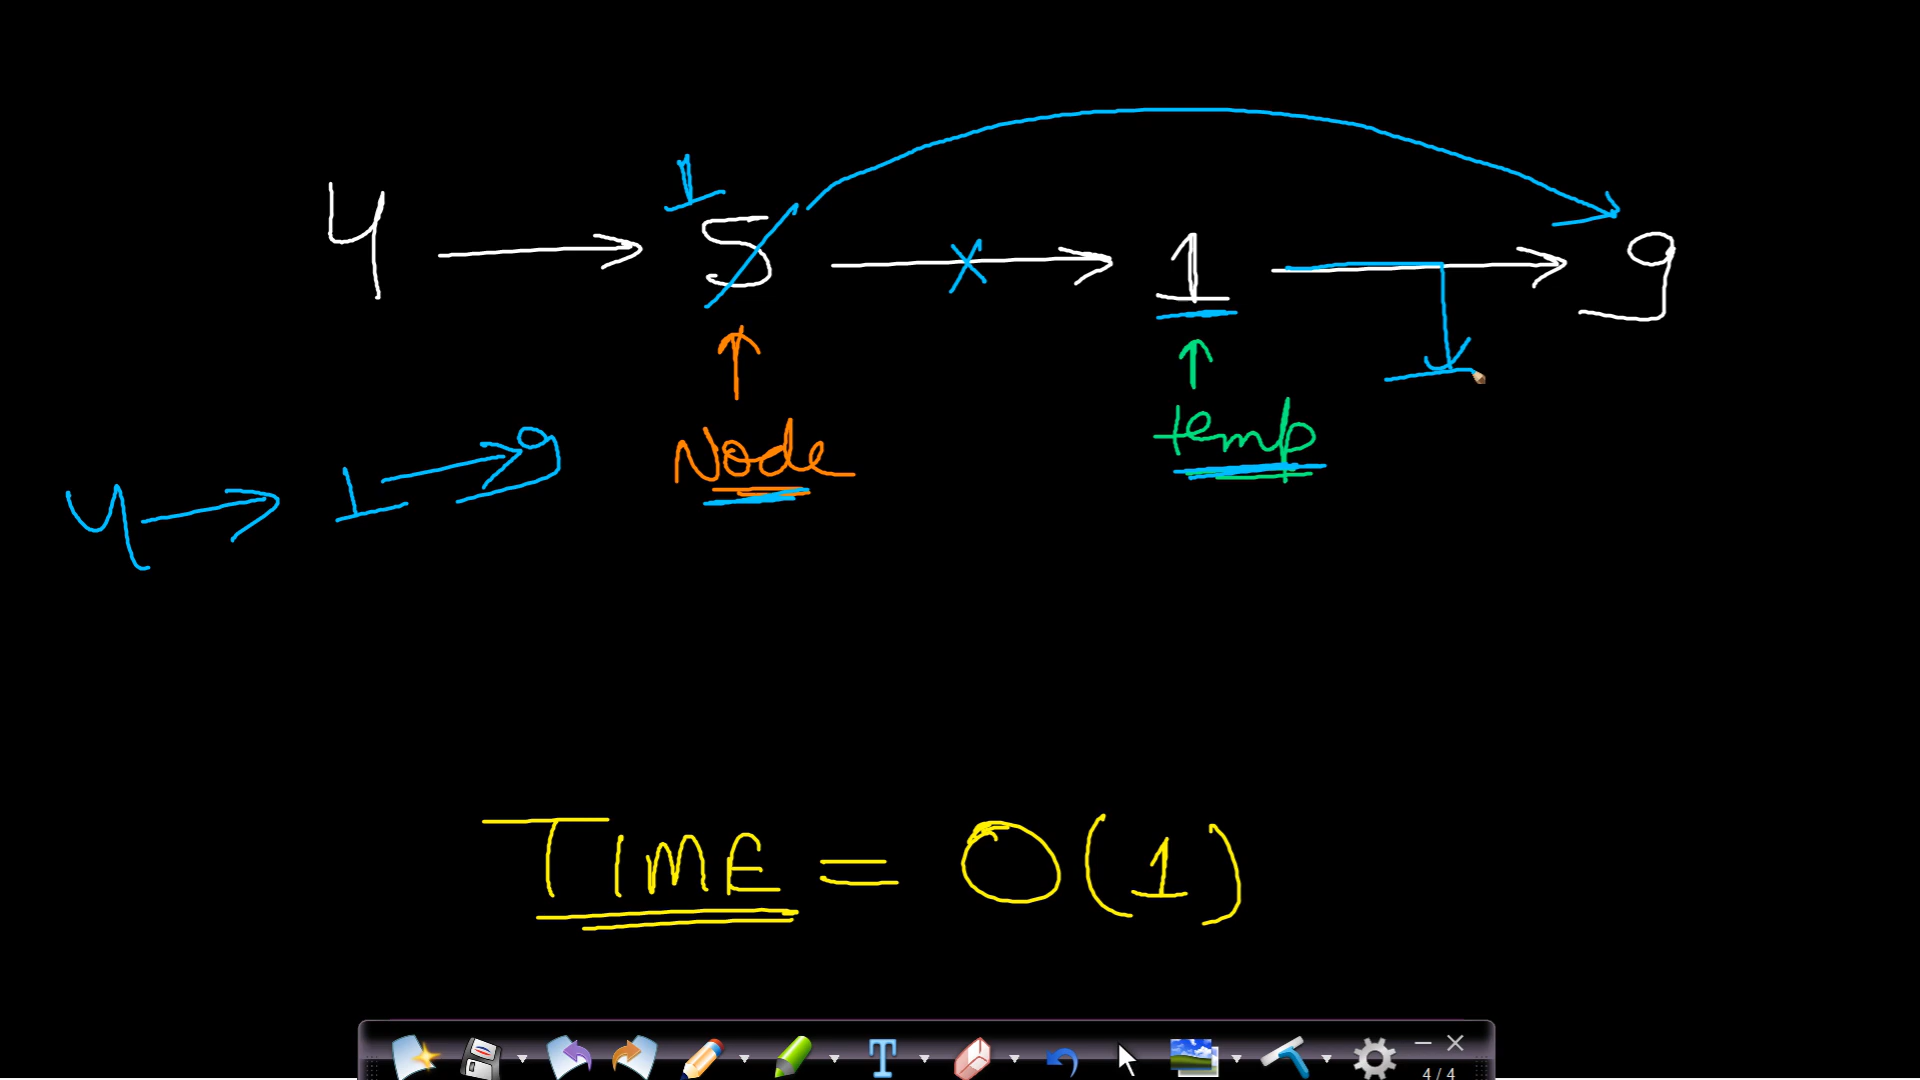 1
4 → 5 → 1 → 9
Node
temp
4 → 1 → 9
TIME = O(1)
4 / 4